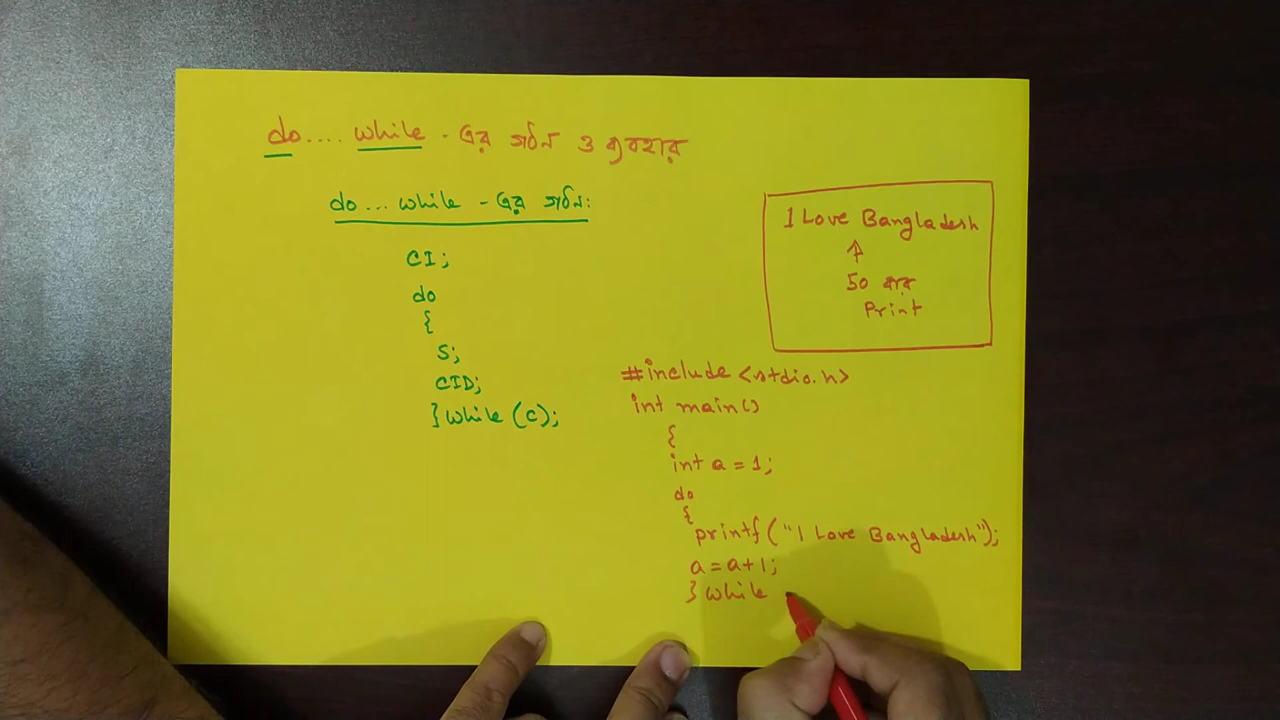 do.... while - এর গঠন ও ব্যবহার
do... while - এর গঠন:
CI;
do
{
S;
CID;
} while (c);
I Love Bangladesh
↑
50 বার
Print
#include <stdio.h>
int main()
{
int a = 1;
do
{
printf("I Love Bangladesh");
a = a+1;
} while